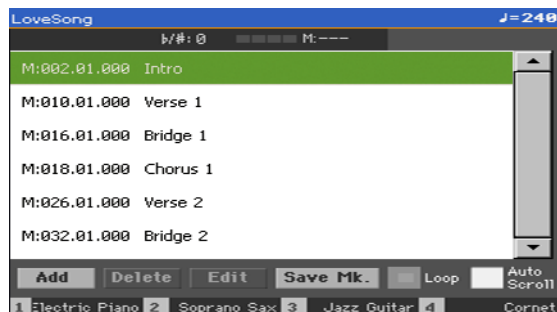 LoveSong ♩=240
♭/#: 0 M:---
M:002.01.000 Intro
M:010.01.000 Verse 1
M:016.01.000 Bridge 1
M:018.01.000 Chorus 1
M:026.01.000 Verse 2
M:032.01.000 Bridge 2
Add Delete Edit Save Mk. Loop Auto Scroll
1 Electric Piano 2 Soprano Sax 3 Jazz Guitar 4 Cornet